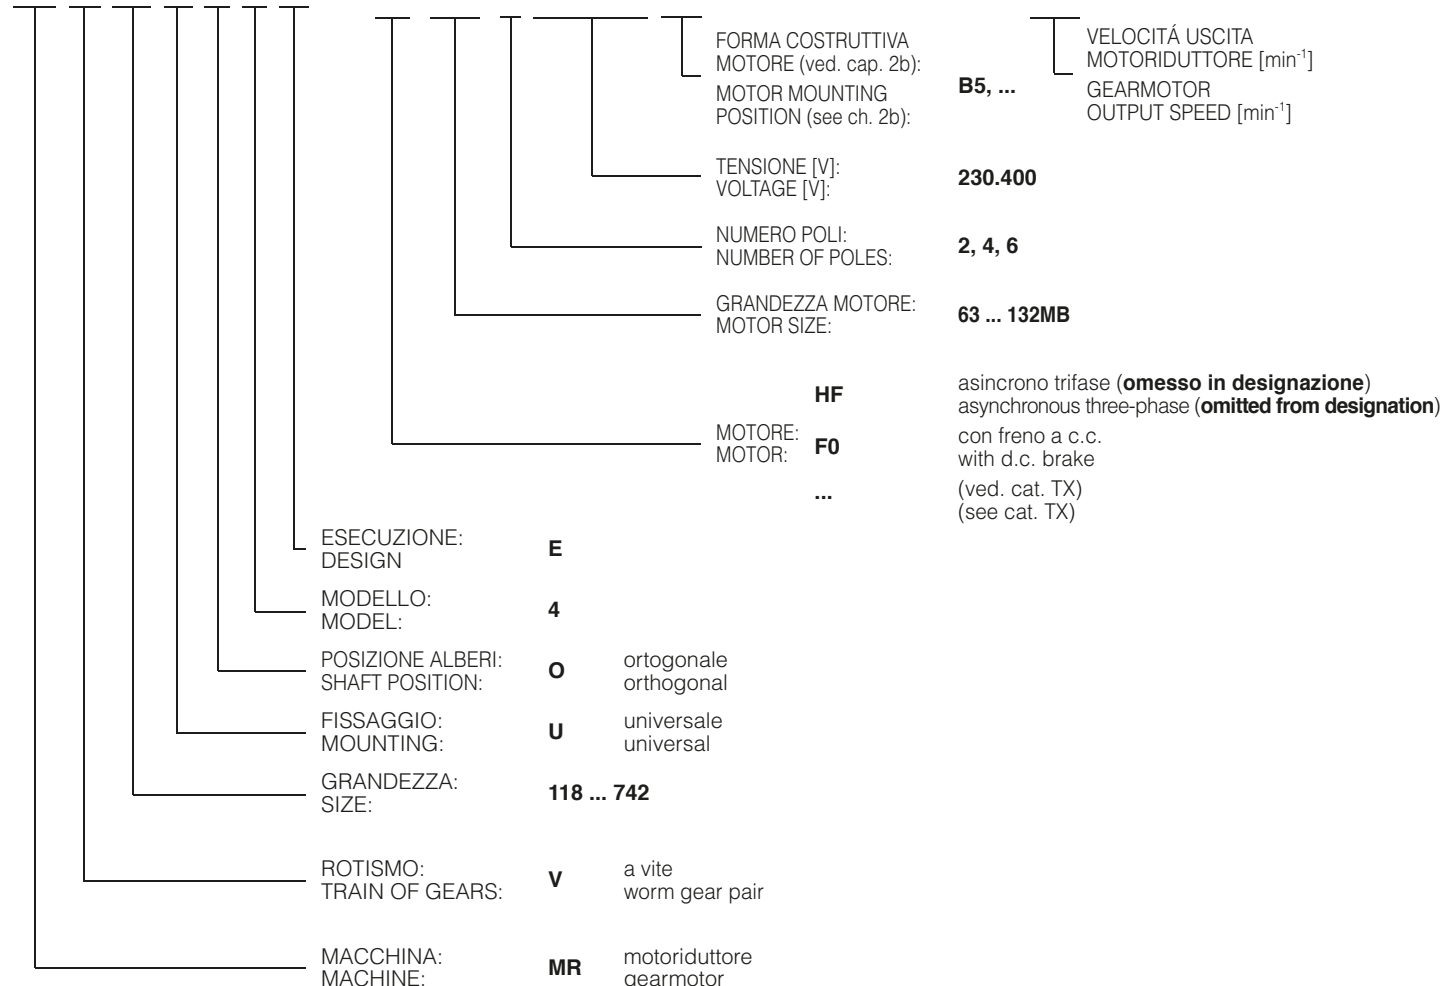 FORMA COSTRUTTIVA
MOTORE (ved. cap. 2b):
MOTOR MOUNTING
POSITION (see ch. 2b):
B5, ...
VELOCITÁ USCITA
MOTORIDUTTORE [min-1]
GEARMOTOR
OUTPUT SPEED [min-1]
TENSIONE [V]:
VOLTAGE [V]:
230.400
NUMERO POLI:
NUMBER OF POLES:
2, 4, 6
GRANDEZZA MOTORE:
MOTOR SIZE:
63 ... 132MB
MOTORE:
MOTOR:
HF
asincrono trifase (omesso in designazione)
asynchronous three-phase (omitted from designation)
F0
con freno a c.c.
with d.c. brake
...
(ved. cat. TX)
(see cat. TX)
ESECUZIONE:
DESIGN
E
MODELLO:
MODEL:
4
POSIZIONE ALBERI:
SHAFT POSITION:
O
ortogonale
orthogonal
FISSAGGIO:
MOUNTING:
U
universale
universal
GRANDEZZA:
SIZE:
118 ... 742
ROTISMO:
TRAIN OF GEARS:
V
a vite
worm gear pair
MACCHINA:
MACHINE:
MR
motoriduttore
gearmotor